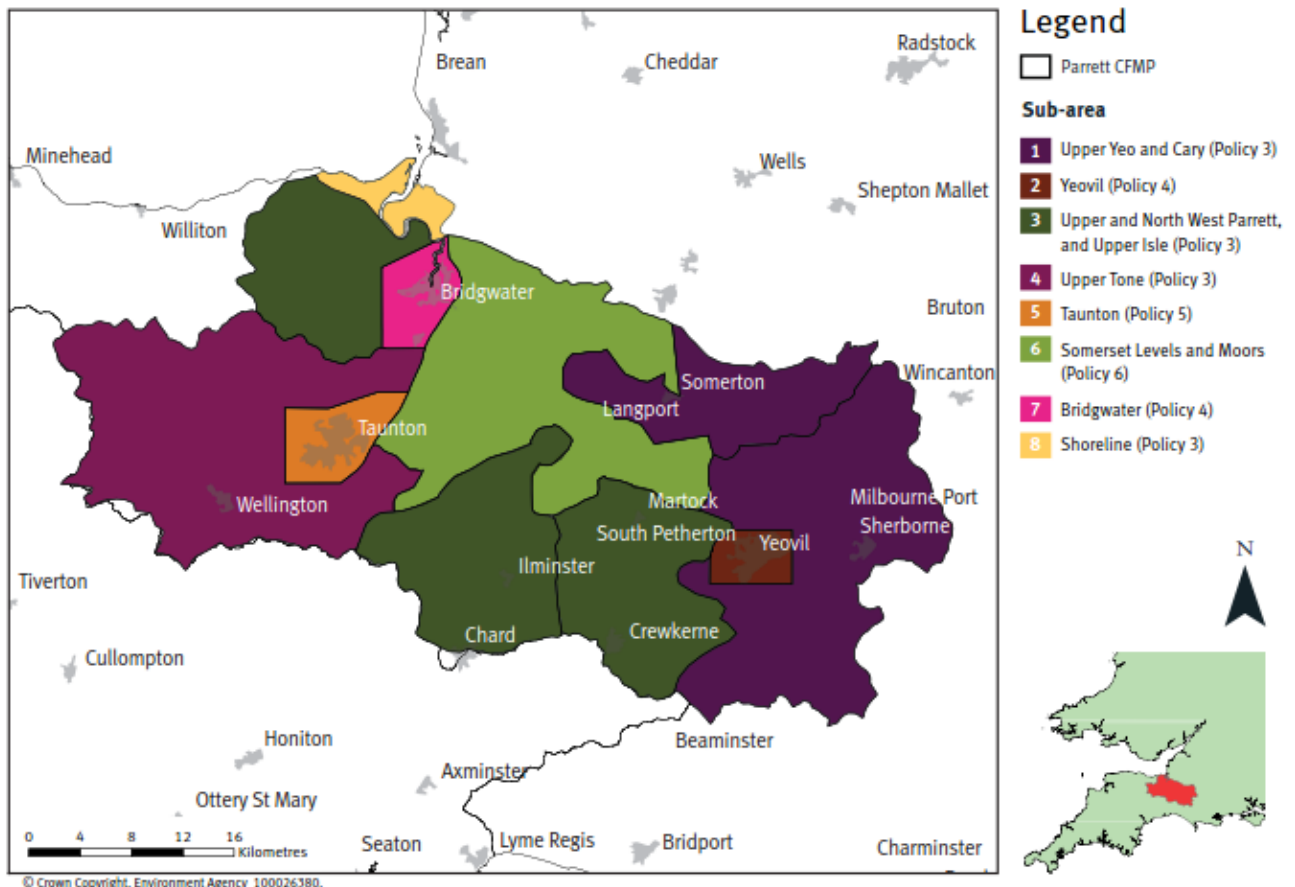 Brean
Cheddar
Radstock
Minehead
Wells
Shepton Mallet
Williton
Bridgwater
Bruton
Wincanton
Somerton
Langport
Taunton
Wellington
Martock
Milbourne Port
South Petherton
Sherborne
Yeovil
Ilminster
Tiverton
Chard
Crewkerne
Cullompton
Honiton
Beaminster
Axminster
Ottery St Mary
0 4 8 12 16
Kilometres
Seaton
Lyme Regis
Bridport
Charminster
© Crown Copyright. Environment Agency 100026380.
Legend
Parrett CFMP
Sub-area
1 Upper Yeo and Cary (Policy 3)
2 Yeovil (Policy 4)
3 Upper and North West Parrett,
and Upper Isle (Policy 3)
4 Upper Tone (Policy 3)
5 Taunton (Policy 5)
6 Somerset Levels and Moors
(Policy 6)
7 Bridgwater (Policy 4)
8 Shoreline (Policy 3)
N